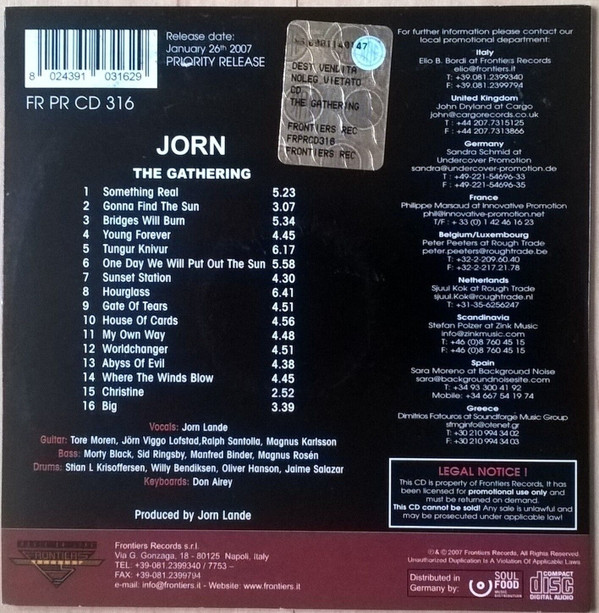 Release date:
January 26th 2007
PRIORITY RELEASE
8 024391 031629
FR PR CD 316
DEST VENDITA
NOLEG VIETATO
CD
THE GATHERING
FRONTIERS REC
FRPRCD316
FRONTIERS REC
JORN
THE GATHERING
1 Something Real 5.23
2 Gonna Find The Sun 3.07
3 Bridges Will Burn 5.34
4 Young Forever 4.45
5 Tungur Knivur 6.17
6 One Day We Will Put Out The Sun 5.58
7 Sunset Station 4.30
8 Hourglass 6.41
9 Gate Of Tears 4.51
10 House Of Cards 4.56
11 My Own Way 4.48
12 Worldchanger 4.51
13 Abyss Of Evil 4.38
14 Where The Winds Blow 4.45
15 Christine 2.52
16 Big 3.39
Vocals: Jorn Lande
Guitar: Tore Moren, Jörn Viggo Lofstad,Ralph Santolla, Magnus Karlsson
Bass: Morty Black, Sid Ringsby, Manfred Binder, Magnus Rosén
Drums: Stian L Krisoffersen, Willy Bendiksen, Oliver Hanson, Jaime Salazar
Keyboards: Don Airey
Produced by Jorn Lande
For further information please contact our
local promotional department:
Italy
Elio B. Bordi at Frontiers Records
elio@frontiers.it
T: +39.081.2399340
F: +39.081.2399794
United Kingdom
John Dryland at Cargo
john@cargorecords.co.uk
T: +44 207.7315125
F: +44 207.7313866
Germany
Sandra Schmid at
Undercover Promotion
sandra@undercover-promotion.de
T : +49-221-54696-33
F: +49-221-54696-35
France
Philippe Marsaud at Innovative Promotion
phil@innovative-promotion.net
T/F : + 33 (0) 1 42 46 16 23
Belgium/Luxembourg
Peter Peeters at Rough Trade
peter.peeters@roughtrade.be
T: +32-2-209.60.40
F: +32-2-217.21.78
Netherlands
Sjuul Kok at Rough Trade
sjuul.Kok@roughtrade.nl
T: +31-35-6256247
Scandinavia
Stefan Polzer at Zink Music
info@zinkmusic.com
T: +46 (0)8 760 45 15
F: +46 (0)8 760 45 15
Spain
Sara Moreno at Background Noise
sara@backgroundnoisesite.com
T: +34 93 300 41 92
Mobile: +34 667 54 19 74
Greece
Dimitrios Fatouros at Soundforge Music Group
sfmginfo@otenet.gr
T: +30 210 994 34 02
F: +30 210 994 34 03
LEGAL NOTICE !
This CD is property of Frontiers Records, It has
been licensed for promotional use only and
must be returned on demand.
This CD cannot be sold! Any sale is unlawful and
may be prosecuted under applicable law!
FRONTIERS
Frontiers Records s.r.l.
Via G. Gonzaga, 18 - 80125 Napoli, Italy
TEL: +39-081.2399340 / 7753 –
FAX: +39-081.2399794
e-mail: info@frontiers.it - Website: www.frontiers.it
℗& © 2007 Frontiers Records, All Rights Reserved.
Unauthorized Duplication Is A Violation Of Applicable Laws.
Distributed in
Germany by:
SOUL
FOOD
MUSIC DISTRIBUTION
COMPACT
disc
DIGITAL AUDIO